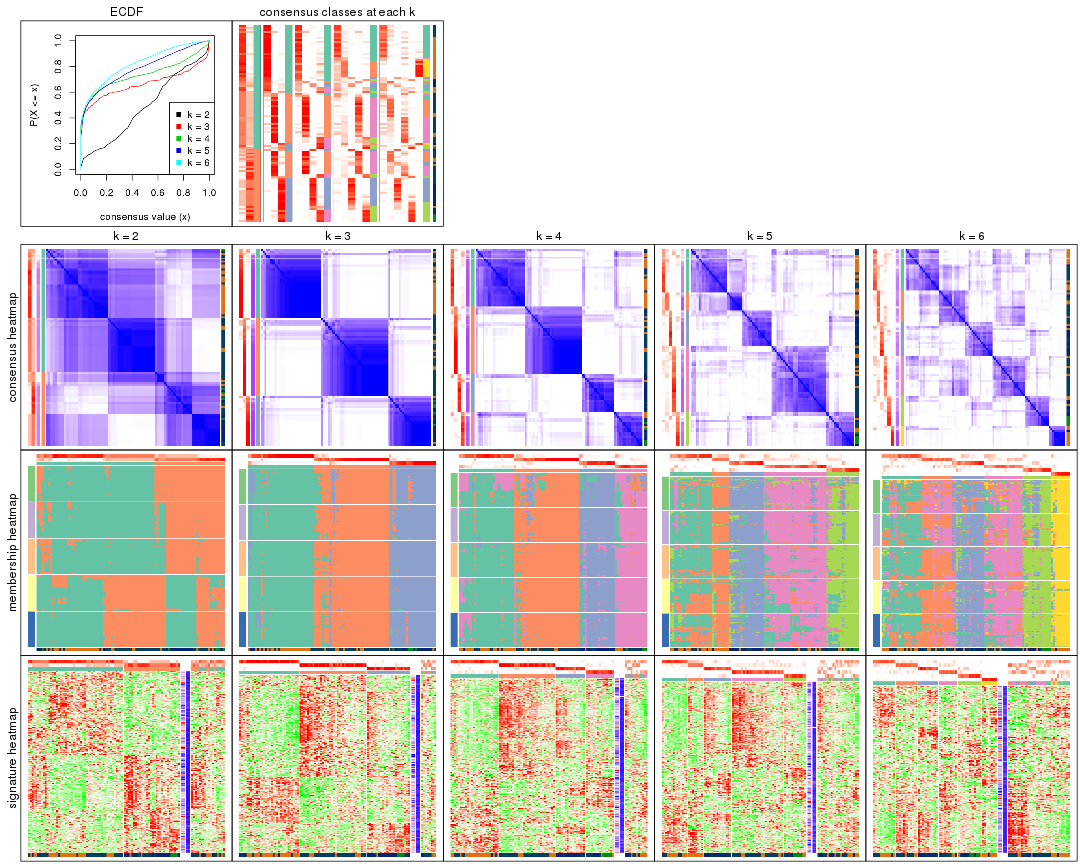 ECDF
consensus classes at each k
P(X <= x)
0.0 0.2 0.4 0.6 0.8 1.0
k = 2
k = 3
k = 4
k = 5
k = 6
0.0 0.2 0.4 0.6 0.8 1.0
consensus value (x)
k = 2 k = 3 k = 4 k = 5 k = 6
consensus heatmap
membership heatmap
signature heatmap